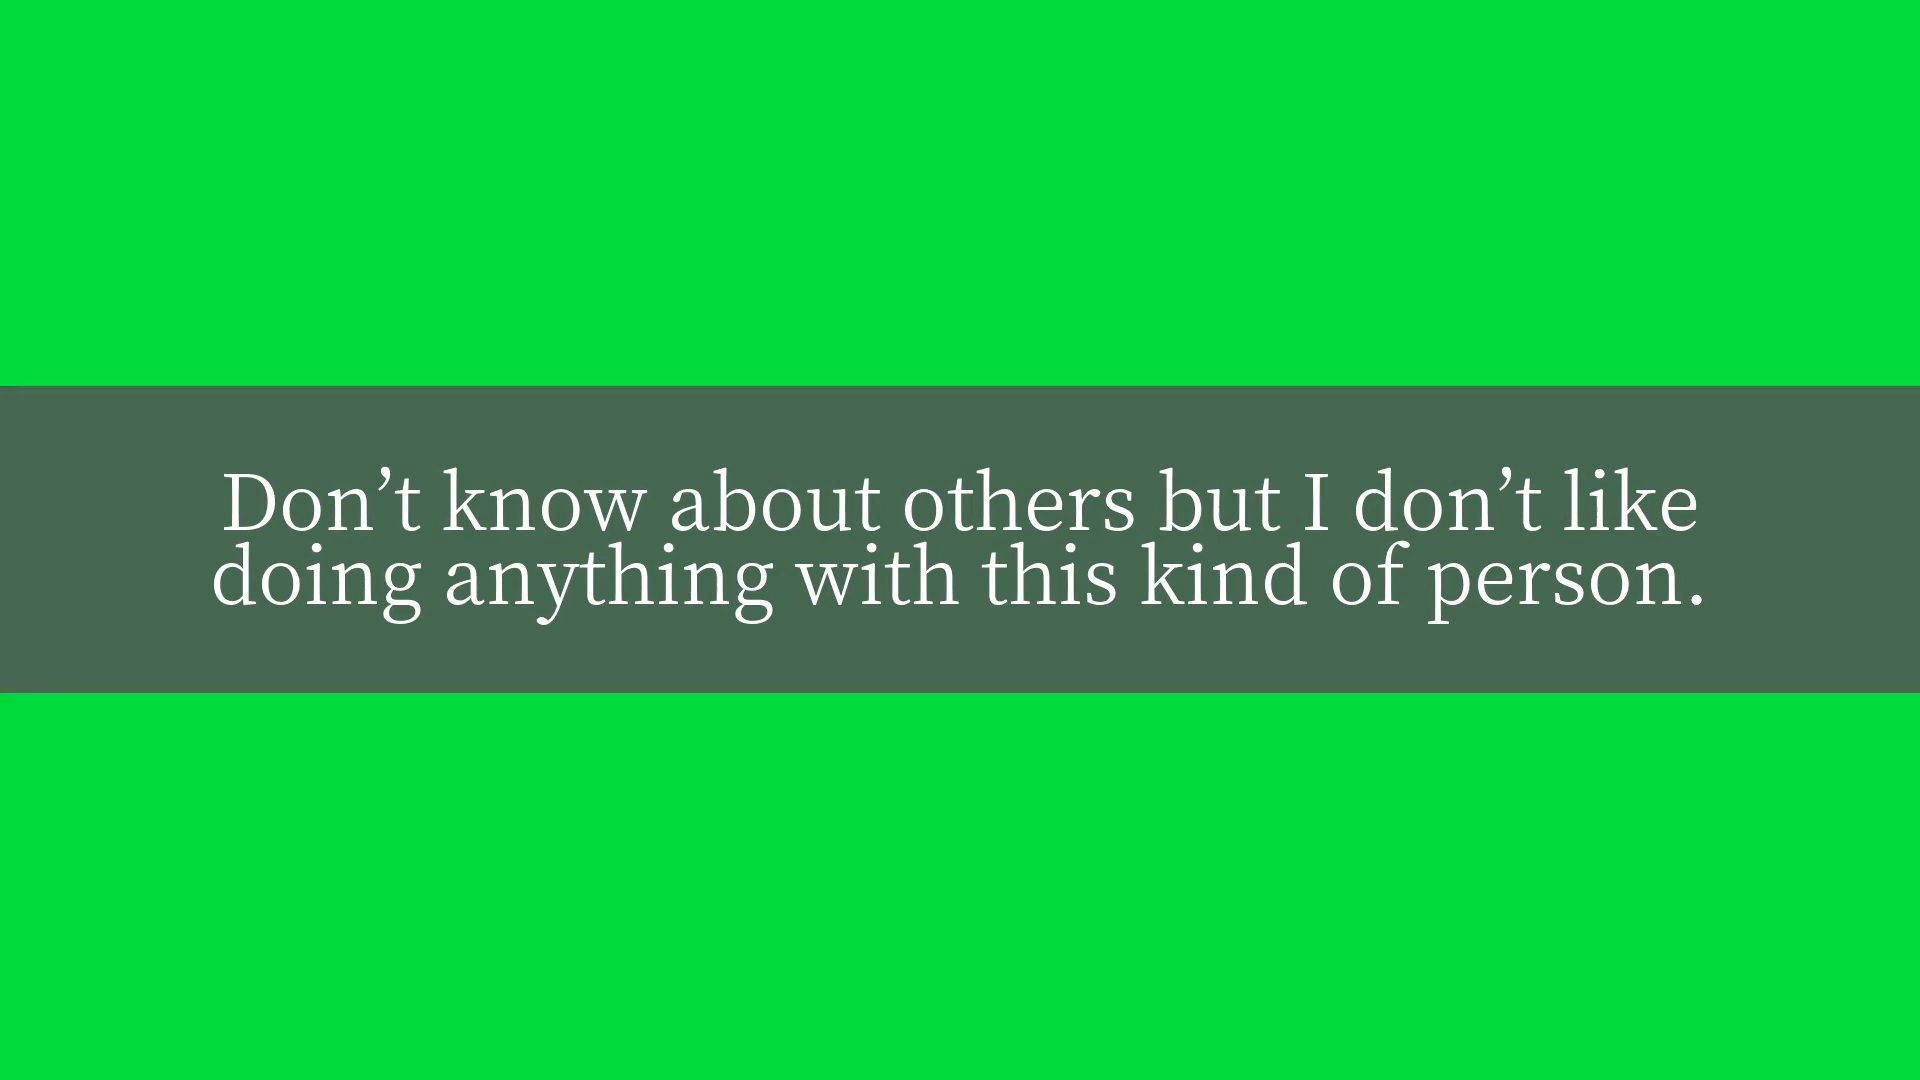 Don’t know about others but I don’t like
doing anything with this kind of person.